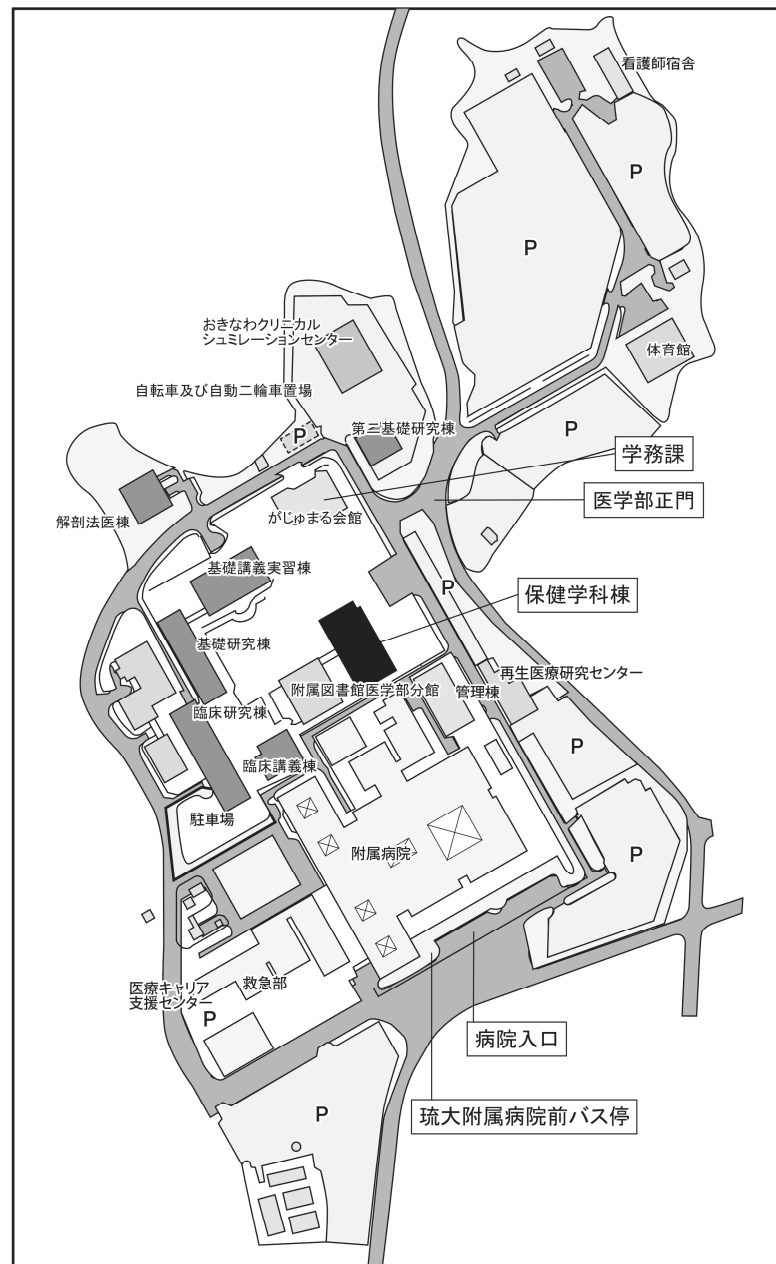 看護師宿舎
P
P
おきなわクリニカル
シュミレーションセンター
体育館
自転車及び自動二輪車置場
P
第二基礎研究棟
P
学務課
医学部正門
がじゅまる会館
解剖法医棟
基礎講義実習棟
P
保健学科棟
基礎研究棟
再生医療研究センター
附属図書館医学部分館
管理棟
臨床研究棟
P
臨床講義棟
駐車場
附属病院
P
救急部
医療キャリア
支援センター
P
病院入口
P
琉大附属病院前バス停